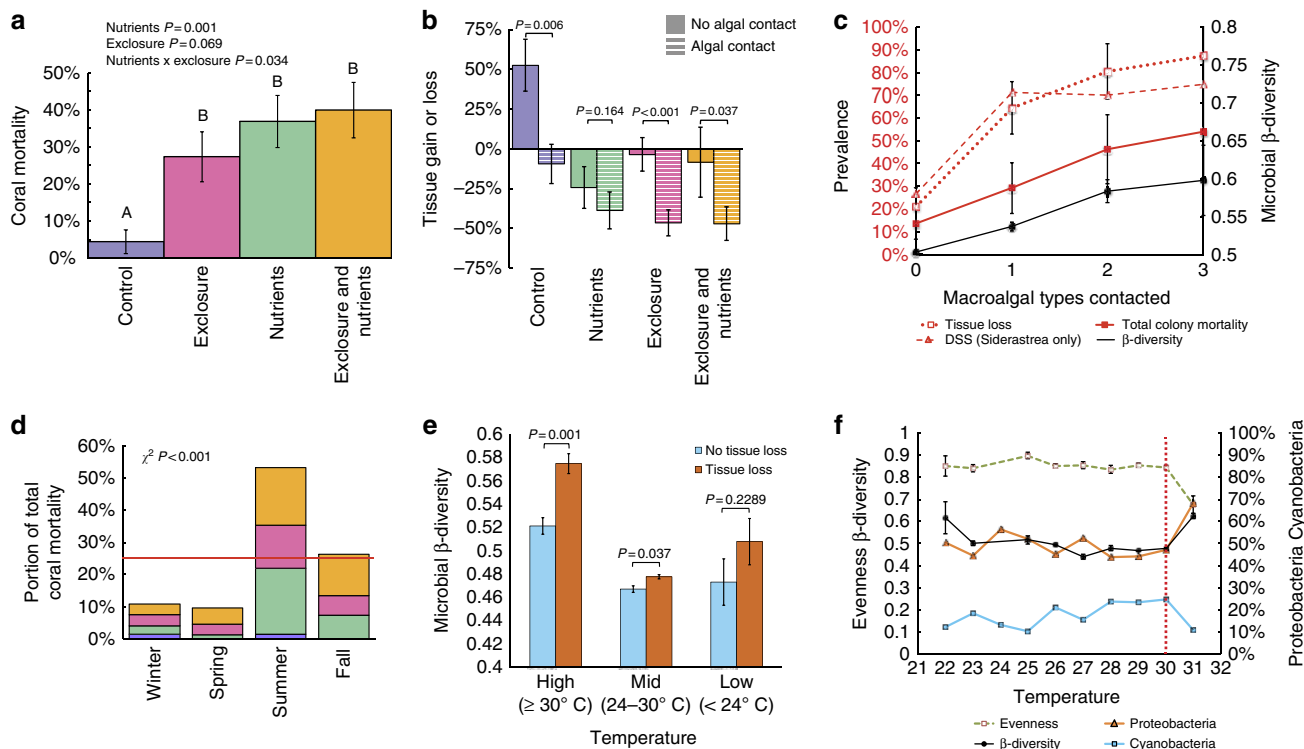 a
Nutrients P=0.001
Exclosure P=0.069
Nutrients x exclosure P=0.034
Coral mortality
50%
40%
30%
20%
10%
0%
A
B
B
B
Control
Exclosure
Nutrients
Exclosure and
nutrients
b
P=0.006
No algal contact
Algal contact
P=0.164
P<0.001
P=0.037
Tissue gain or loss
75%
50%
25%
0%
−25%
−50%
−75%
Control
Nutrients
Exclosure
Exclosure and
nutrients
c
Prevalence
100%
90%
80%
70%
60%
50%
40%
30%
20%
10%
0%
Microbial β-diversity
0.8
0.75
0.7
0.65
0.6
0.55
0.5
0 1 2 3
Macroalgal types contacted
Tissue loss
Total colony mortality
DSS (Siderastrea only)
β-diversity
d
χ² P<0.001
Portion of total
coral mortality
60%
50%
40%
30%
20%
10%
0%
Winter
Spring
Summer
Fall
e
Microbial β-diversity
0.6
0.58
0.56
0.54
0.52
0.5
0.48
0.46
0.44
0.42
0.4
P=0.001
P=0.037
P=0.2289
No tissue loss
Tissue loss
High Mid Low
(≥ 30° C) (24–30° C) (< 24° C)
Temperature
f
Evenness β-diversity
1
0.9
0.8
0.7
0.6
0.5
0.4
0.3
0.2
0.1
0
Proteobacteria Cyanobacteria
100%
90%
80%
70%
60%
50%
40%
30%
20%
10%
0%
21 22 23 24 25 26 27 28 29 30 31 32
Temperature
Evenness
Proteobacteria
β-diversity
Cyanobacteria